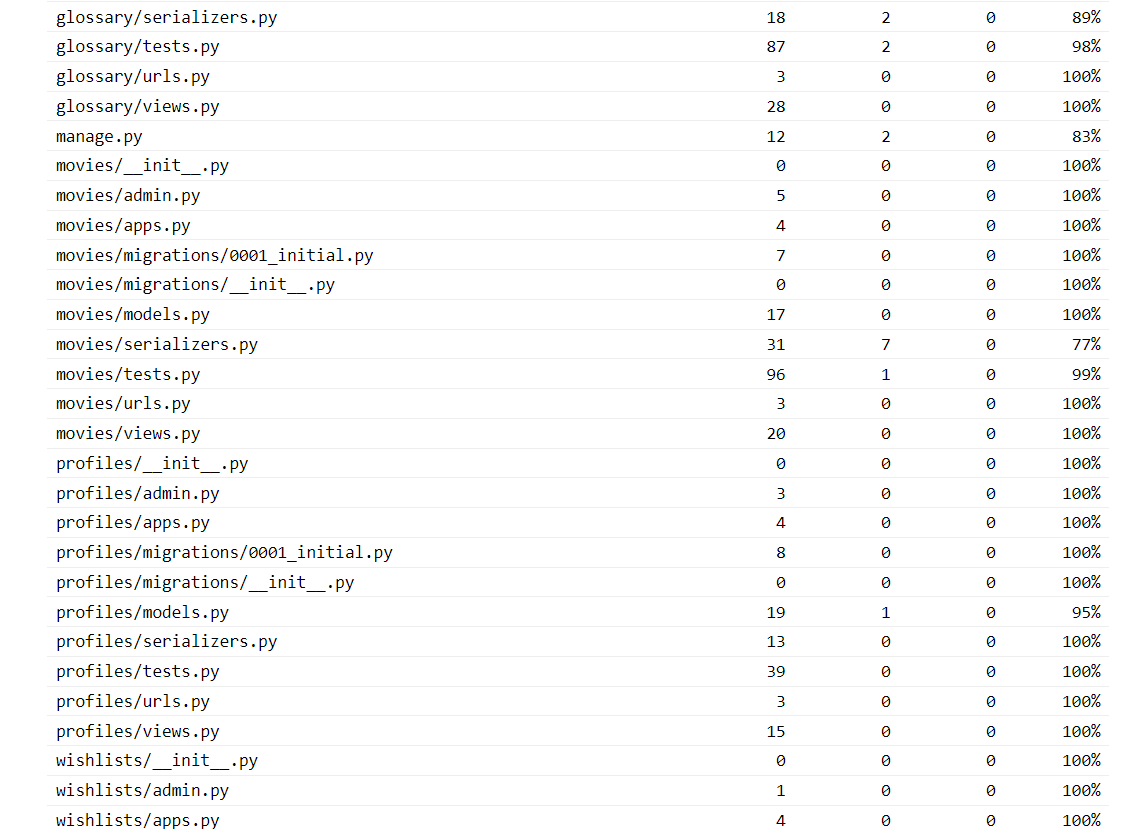 glossary/serializers.py 18 2 0 89%
glossary/tests.py 87 2 0 98%
glossary/urls.py 3 0 0 100%
glossary/views.py 28 0 0 100%
manage.py 12 2 0 83%
movies/__init__.py 0 0 0 100%
movies/admin.py 5 0 0 100%
movies/apps.py 4 0 0 100%
movies/migrations/0001_initial.py 7 0 0 100%
movies/migrations/__init__.py 0 0 0 100%
movies/models.py 17 0 0 100%
movies/serializers.py 31 7 0 77%
movies/tests.py 96 1 0 99%
movies/urls.py 3 0 0 100%
movies/views.py 20 0 0 100%
profiles/__init__.py 0 0 0 100%
profiles/admin.py 3 0 0 100%
profiles/apps.py 4 0 0 100%
profiles/migrations/0001_initial.py 8 0 0 100%
profiles/migrations/__init__.py 0 0 0 100%
profiles/models.py 19 1 0 95%
profiles/serializers.py 13 0 0 100%
profiles/tests.py 39 0 0 100%
profiles/urls.py 3 0 0 100%
profiles/views.py 15 0 0 100%
wishlists/__init__.py 0 0 0 100%
wishlists/admin.py 1 0 0 100%
wishlists/apps.py 4 0 0 100%